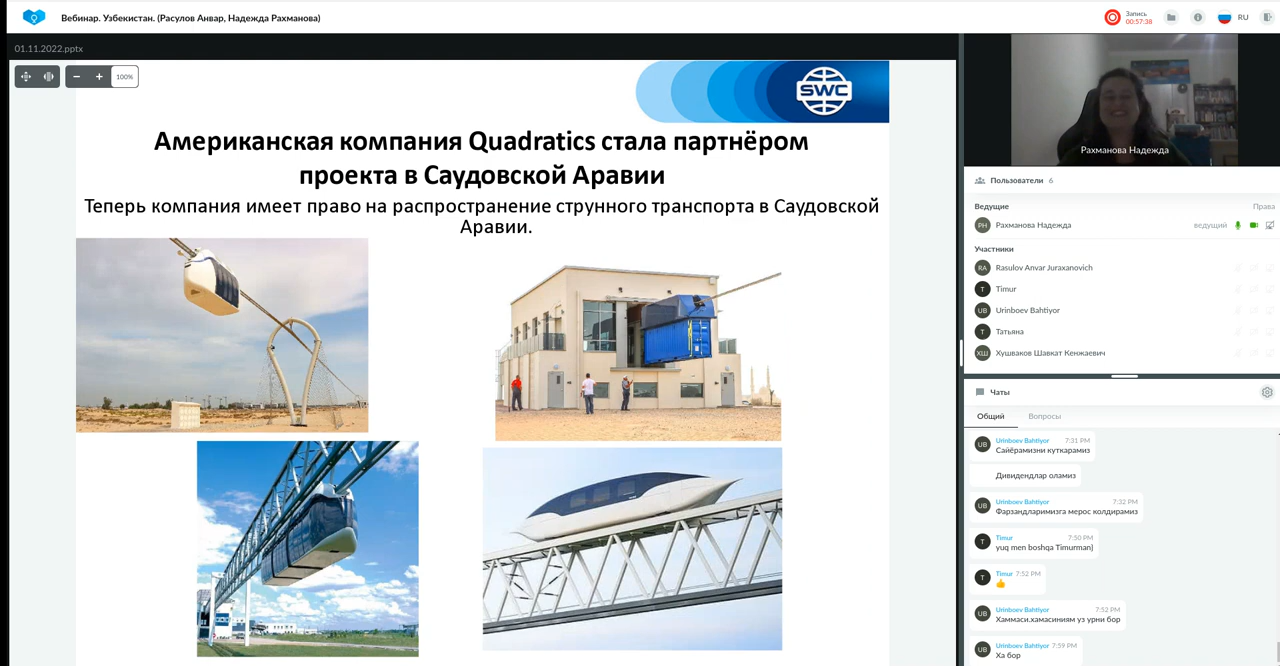 Вебинар. Узбекистан. (Расулов Анвар, Надежда Рахманова)
Запись
00:57:38
RU
01.11.2022.pptx
100%
SWC
Американская компания Quadratics стала партнёром
проекта в Саудовской Аравии
Теперь компания имеет право на распространение струнного транспорта в Саудовской
Аравии.
Рахманова Надежда
Пользователи 6
Ведущие Права
РН Рахманова Надежда ведущий
Участники
RA Rasulov Anvar Juraxanovich
T Timur
UB Urinboev Bahtiyor
Т Татьяна
ХШ Хушваков Шавкат Кенжаевич
Чаты
Общий Вопросы
UB Urinboev Bahtiyor 7:31 PM
Сайёрамизни куткарамиз
Дивидендлар оламиз
UB Urinboev Bahtiyor 7:32 PM
Фарзандларимизга мерос колдирамиз
T Timur 7:50 PM
yuq men boshqa Timurman)
T Timur 7:52 PM
👍
UB Urinboev Bahtiyor 7:52 PM
Хаммаси.хамасиниям уз урни бор
UB Urinboev Bahtiyor 7:59 PM
Ха бор